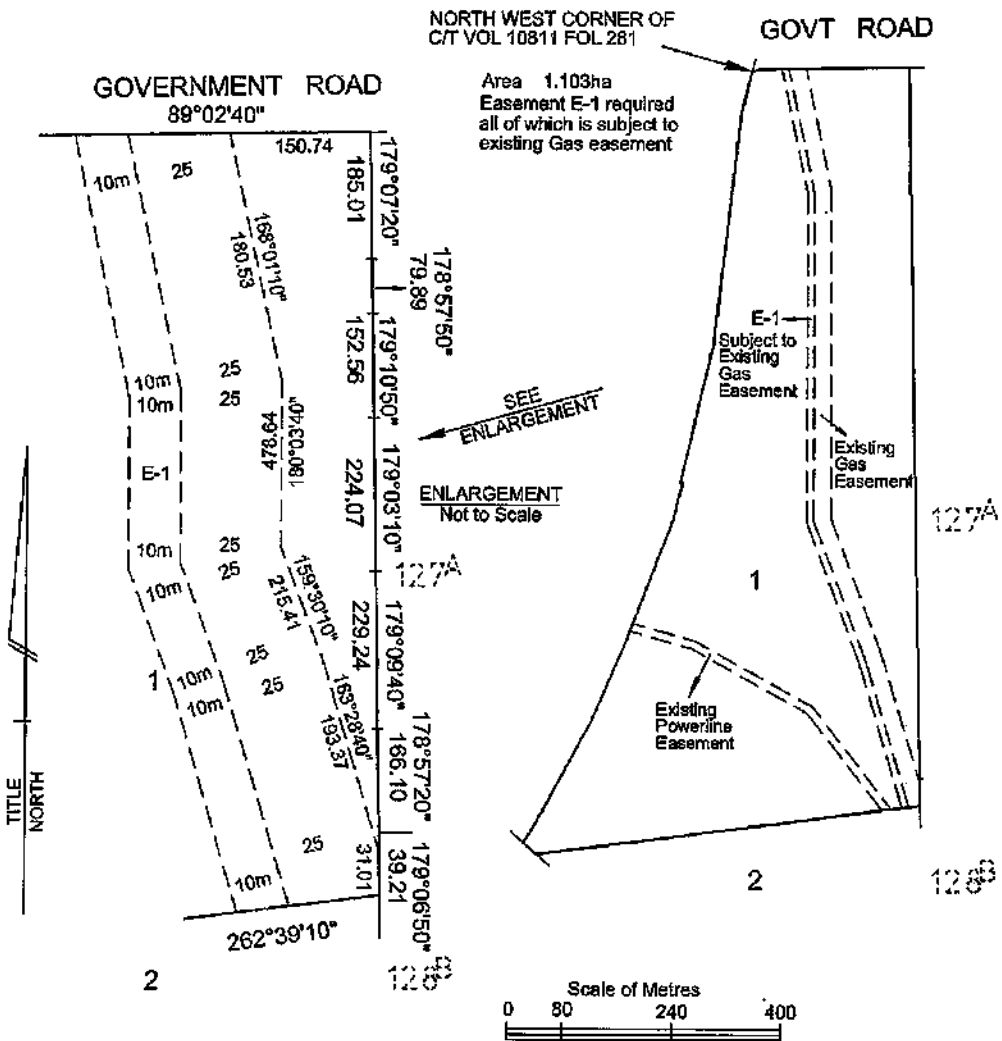 NORTH WEST CORNER OF
C/T VOL 10811 FOL 281
GOVT ROAD
Area 1.103ha
Easement E-1 required
all of which is subject to
existing Gas easement
GOVERNMENT ROAD
89°02'40"
150.74
10m
25
179°07'20"
185.01
168°01'10"
180.53
178°57'50"
79.89
179°10'50"
152.56
10m
25
10m
25
478.64
180°03'40"
E-1
179°03'10"
224.07
10m
25
10m
25
127A
159°30'10"
215.41
179°09'40"
229.24
1
10m
25
10m
25
163°28'40"
193.37
178°57'20"
166.10
25
10m
31.01
39.21
179°06'50"
262°39'10"
2
128B
TITLE
NORTH
SEE
ENLARGEMENT
ENLARGEMENT
Not to Scale
E-1
Subject to
Existing
Gas
Easement
Existing
Gas
Easement
127A
1
Existing
Powerline
Easement
2
128B
Scale of Metres
0 80 240 400